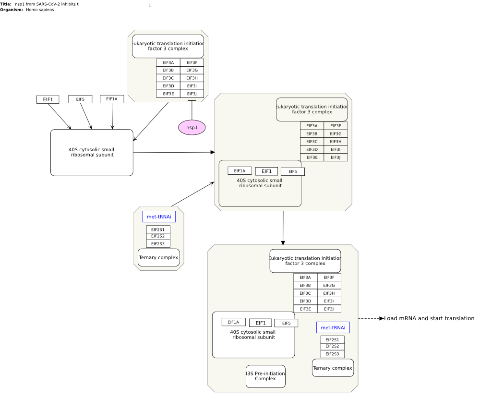 Title: nsp1 from SARS-CoV-2 inhibits t
Organism: Homo sapiens
Eukaryotic translation initiation
factor 3 complex
EIF3A EIF3F
EIF3B EIF3G
EIF3C EIF3H
EIF3D EIF3I
EIF3E EIF3J
EIF1 EIF5 EIF1A
nsp1
40S cytosolic small
ribosomal subunit
Eukaryotic translation initiation
factor 3 complex
EIF3A EIF3F
EIF3B EIF3G
EIF3C EIF3H
EIF3D EIF3I
EIF3E EIF3J
EIF1A EIF1 EIF5
40S cytosolic small
ribosomal subunit
met-tRNAi
EIF2S1
EIF2S2
EIF2S3
Ternary complex
Eukaryotic translation initiation
factor 3 complex
EIF3A EIF3F
EIF3B EIF3G
EIF3C EIF3H
EIF3D EIF3I
EIF3E EIF3J
EIF1A EIF1 EIF5
40S cytosolic small
ribosomal subunit
met-tRNAi
EIF2S1
EIF2S2
EIF2S3
Ternary complex
43S Pre-initiation
Complex
Load mRNA and start translation